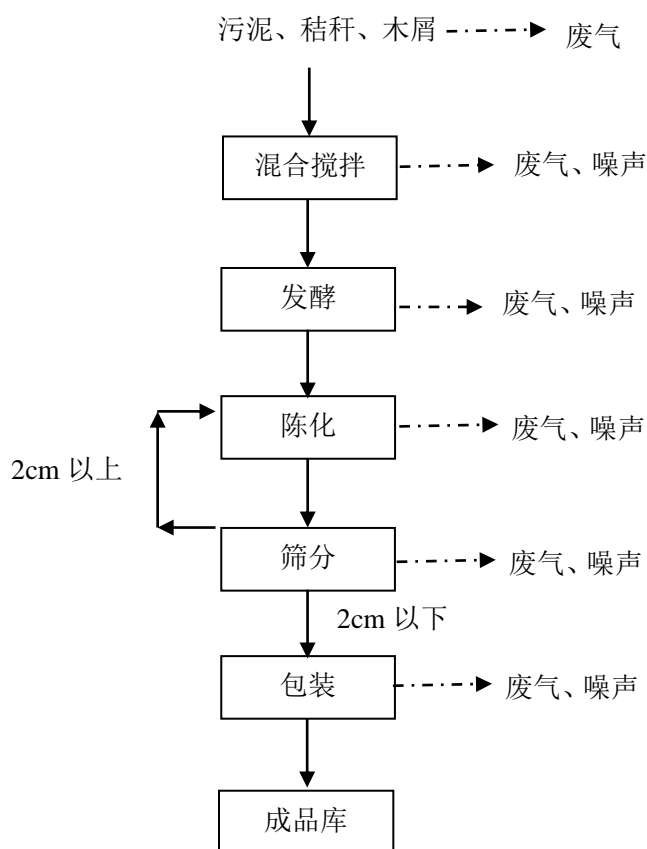 污泥、秸秆、木屑 废气
混合搅拌 废气、噪声
发酵 废气、噪声
陈化 废气、噪声
2cm 以上
筛分 废气、噪声
2cm 以下
包装 废气、噪声
成品库